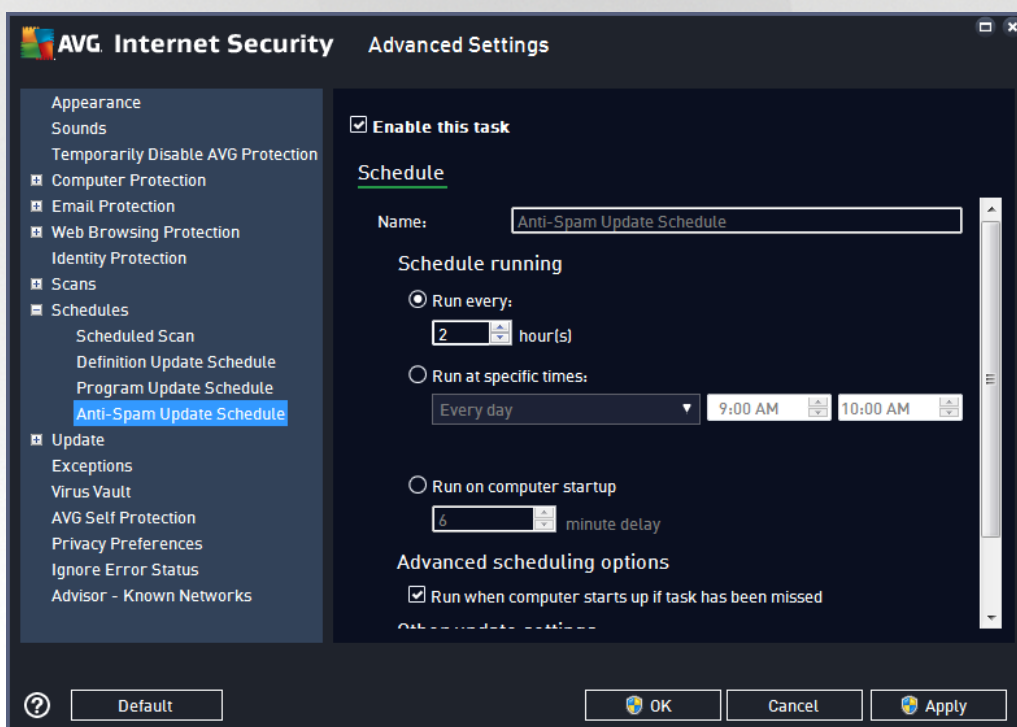 AVG. Internet Security Advanced Settings
Appearance
Sounds
Temporarily Disable AVG Protection
Computer Protection
Email Protection
Web Browsing Protection
Identity Protection
Scans
Schedules
Scheduled Scan
Definition Update Schedule
Program Update Schedule
Anti-Spam Update Schedule
Update
Exceptions
Virus Vault
AVG Self Protection
Privacy Preferences
Ignore Error Status
Advisor - Known Networks
Enable this task
Schedule
Name: Anti-Spam Update Schedule
Schedule running
Run every:
2 hour(s)
Run at specific times:
Every day 9:00 AM 10:00 AM
Run on computer startup
6 minute delay
Advanced scheduling options
Run when computer starts up if task has been missed
Other update settings
? Default OK Cancel Apply